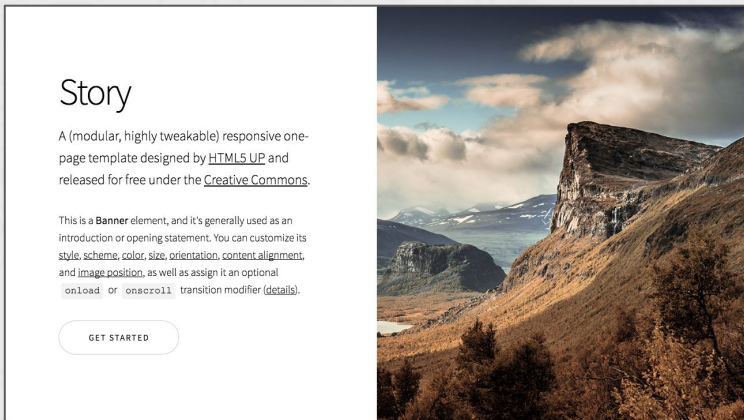 Story
A (modular, highly tweakable) responsive one-
page template designed by HTML5 UP and
released for free under the Creative Commons.
This is a Banner element, and it's generally used as an
introduction or opening statement. You can customize its
style, scheme, color, size, orientation, content alignment,
and image position, as well as assign it an optional
onload or onscroll transition modifier (details).
GET STARTED